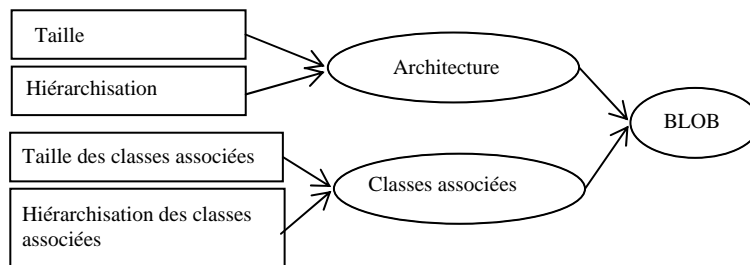 Taille
Hiérarchisation
Architecture
BLOB
Taille des classes associées
Hiérarchisation des classes
associées
Classes associées